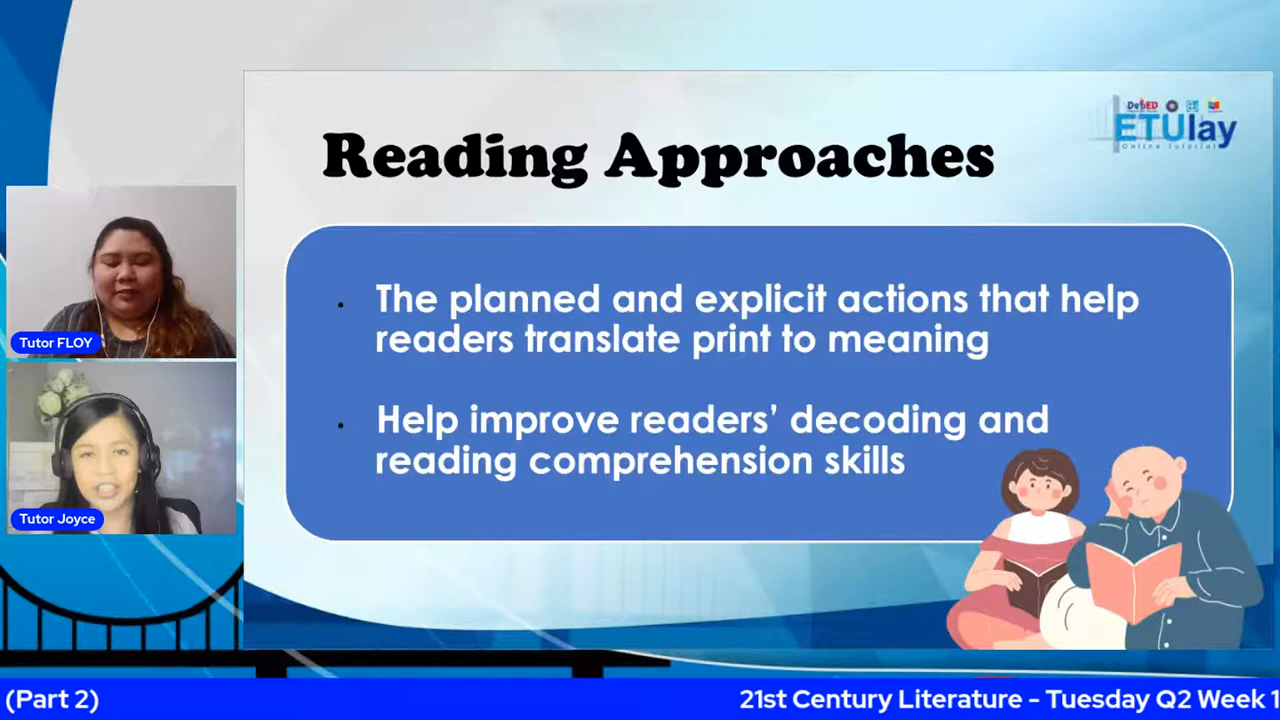 Reading Approaches
DepED
ETUlay
Online Tutorial
• The planned and explicit actions that help
readers translate print to meaning
• Help improve readers’ decoding and
reading comprehension skills
Tutor FLOY
Tutor Joyce
(Part 2)
21st Century Literature - Tuesday Q2 Week 1